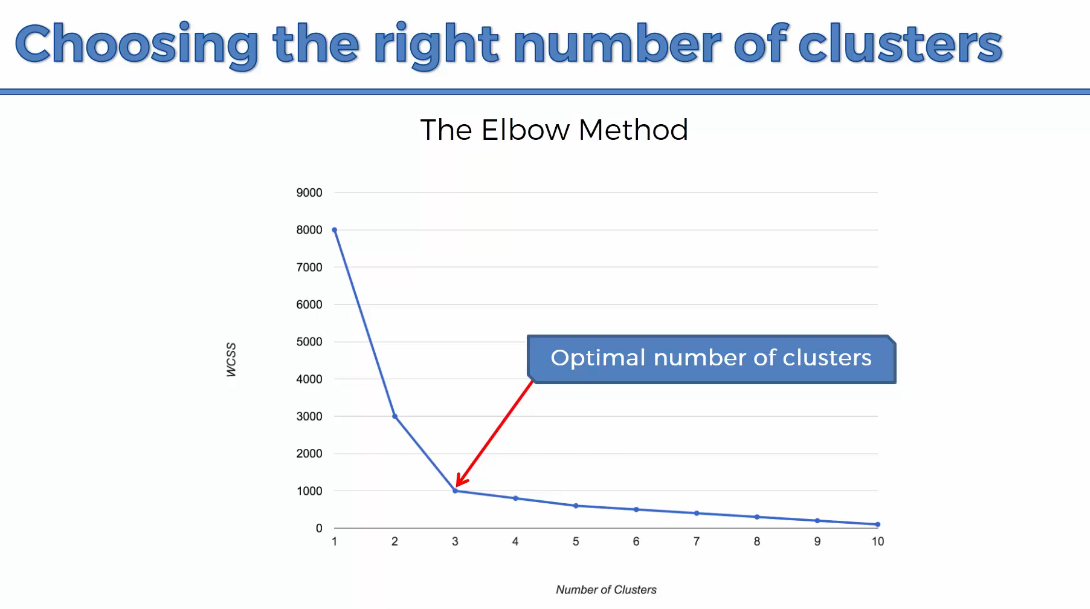 Choosing the right number of clusters
The Elbow Method
9000
8000
7000
6000
5000
4000
3000
2000
1000
0
WCSS
Optimal number of clusters
1 2 3 4 5 6 7 8 9 10
Number of Clusters